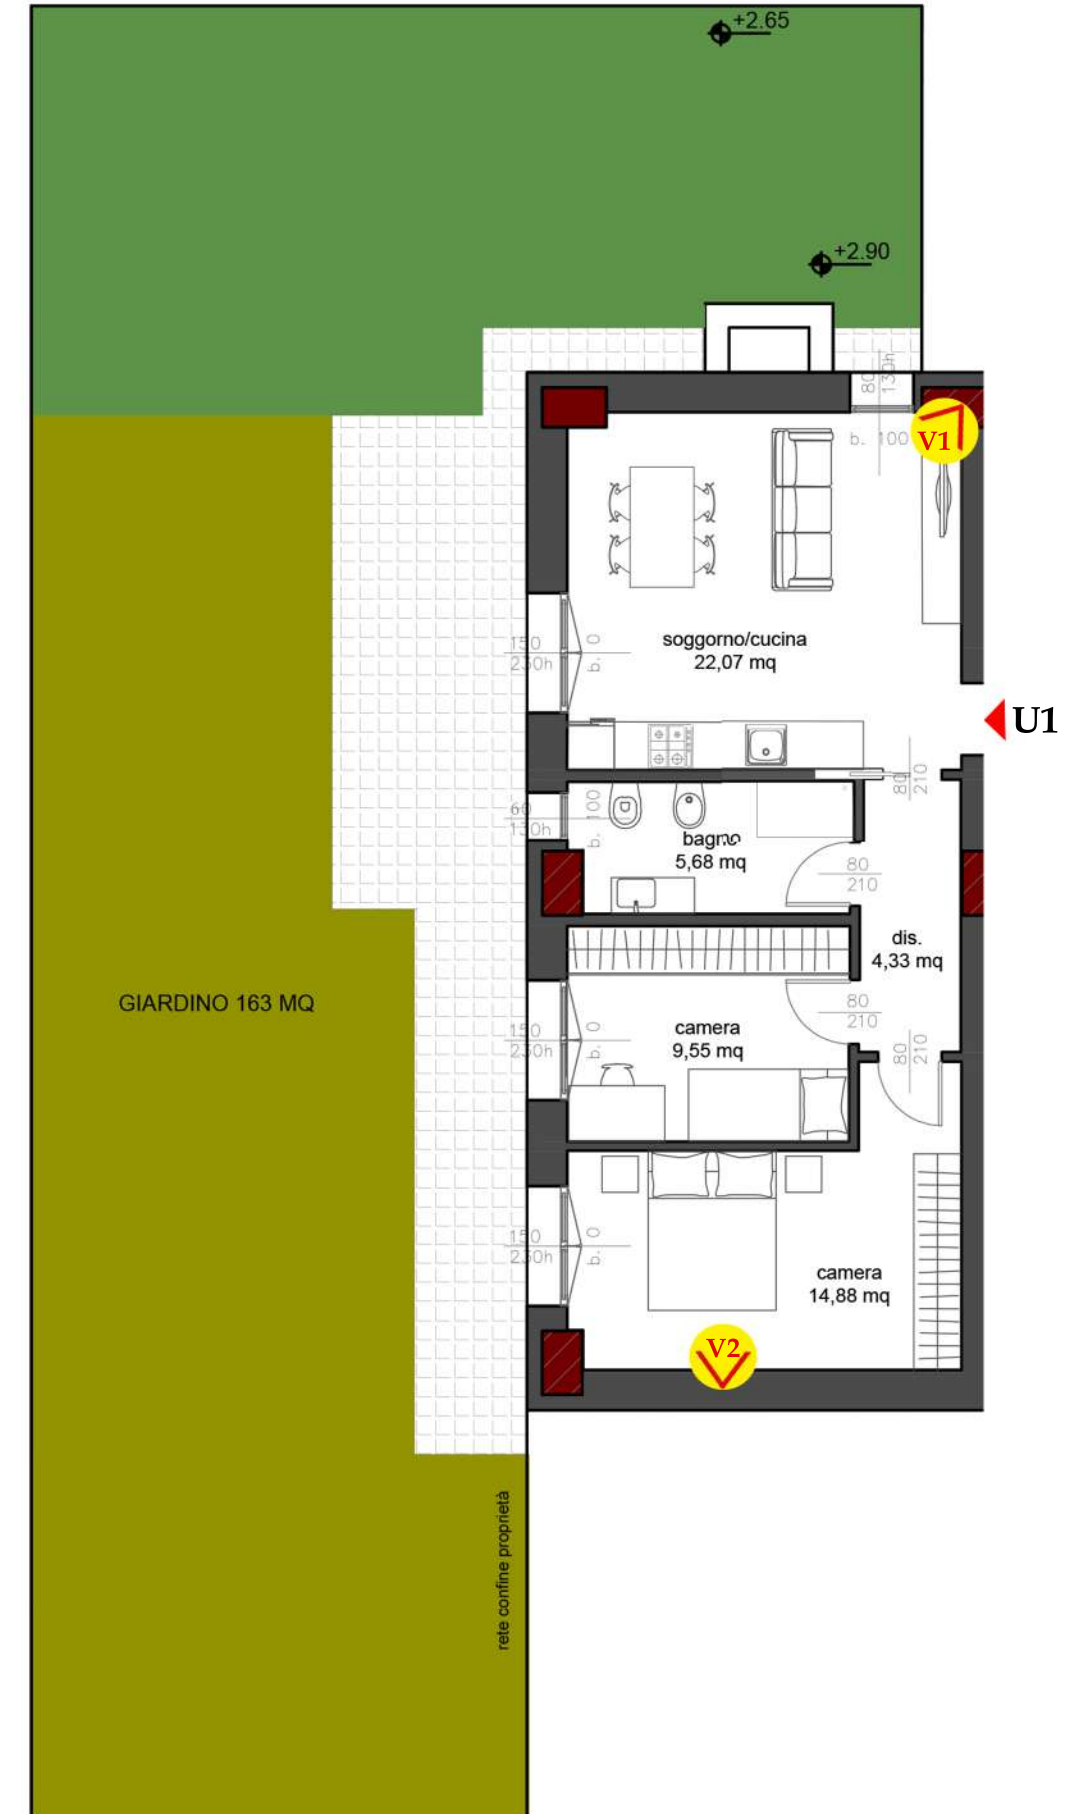 +2.65
+2.90
80
130h
b. 100
V1
150
230h
b. 0
soggorno/cucina
22,07 mq
U1
80
210
60
130h
b. 100
bagno
5,68 mq
80
210
dis.
4,33 mq
GIARDINO 163 MQ
150
230h
b. 0
camera
9,55 mq
80
210
80
210
150
230h
b. 0
camera
14,88 mq
V2
rete confine proprietà